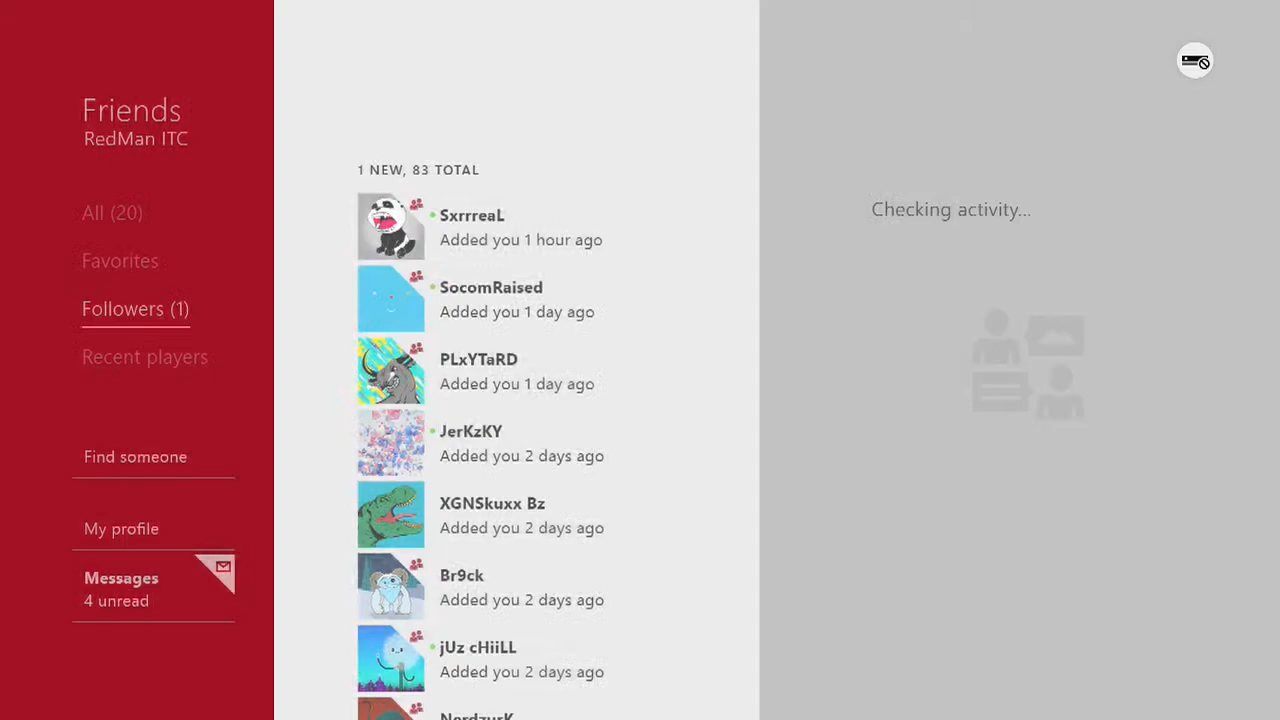 Friends
RedMan ITC
All (20)
Favorites
Followers (1)
Recent players
Find someone
My profile
Messages
4 unread
1 NEW, 83 TOTAL
SxrrreaL
Added you 1 hour ago
SocomRaised
Added you 1 day ago
PLxYTaRD
Added you 1 day ago
JerKzKY
Added you 2 days ago
XGNSkuxx Bz
Added you 2 days ago
Br9ck
Added you 2 days ago
jUz cHiiLL
Added you 2 days ago
NerdzurK
Checking activity...